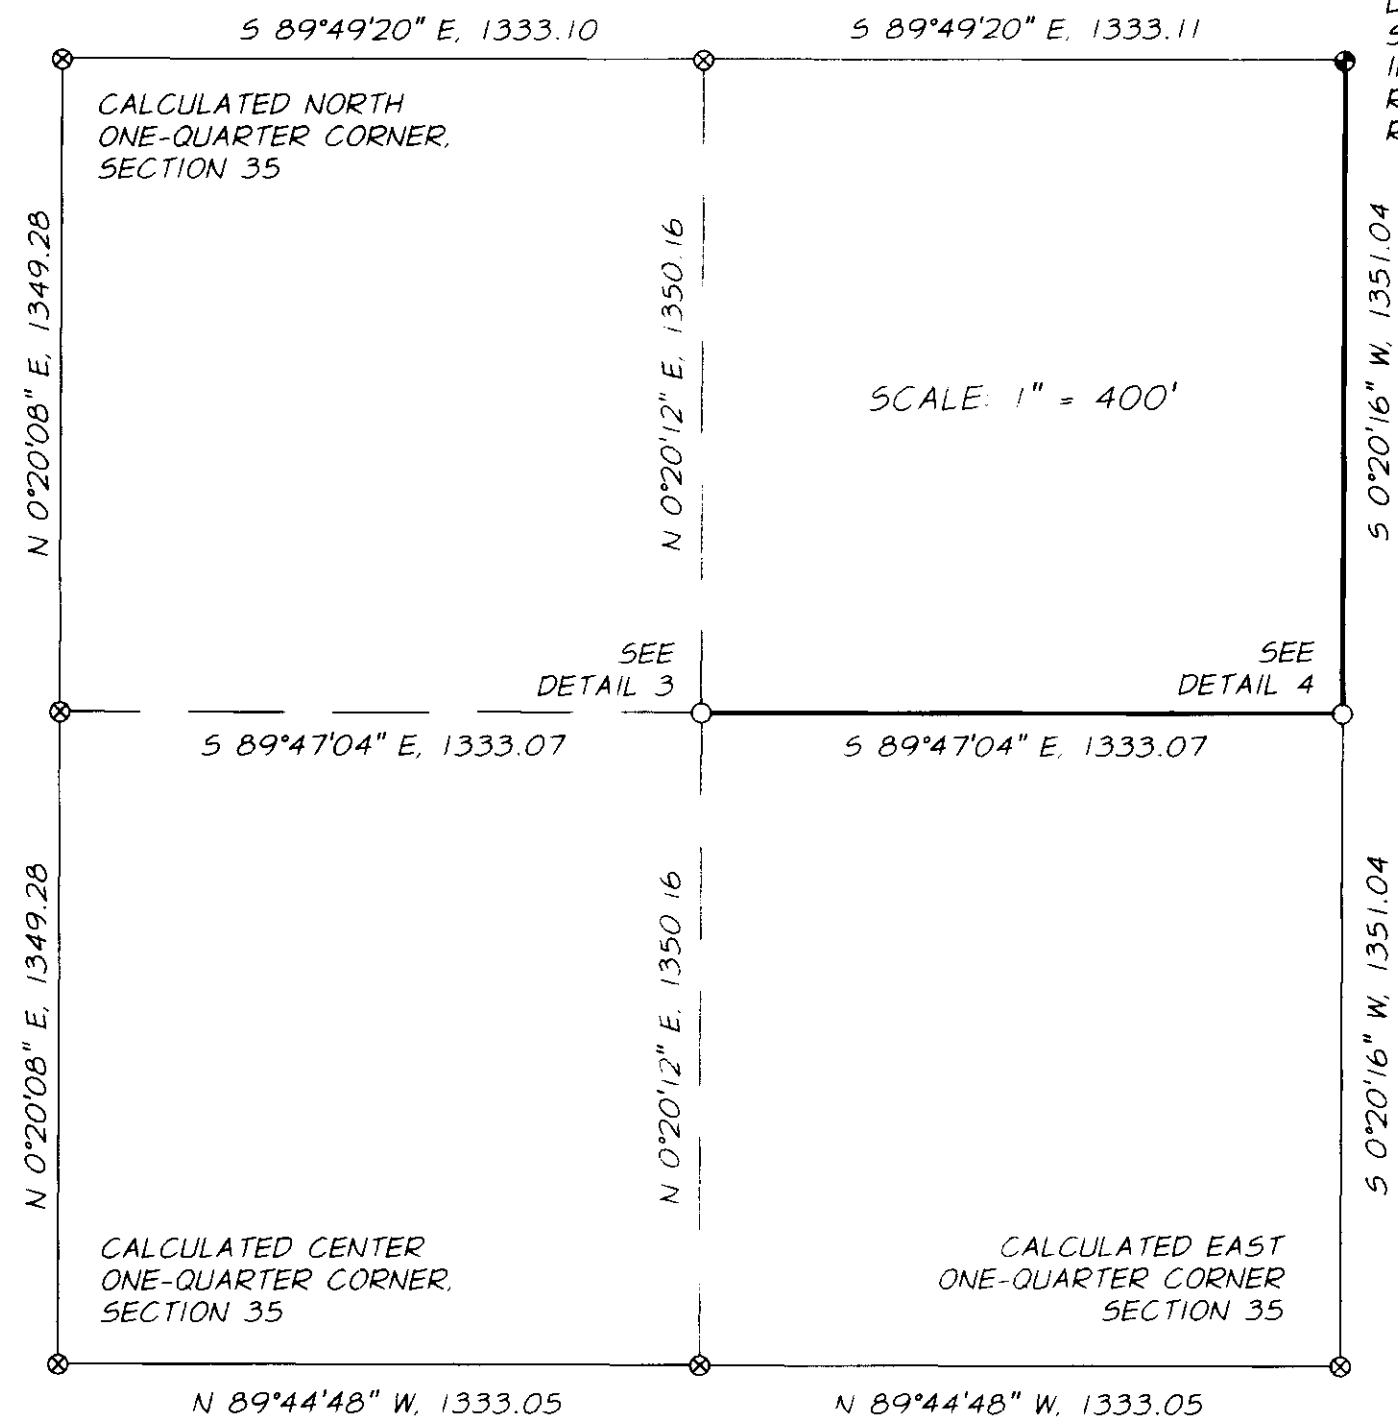 S 89°49'20" E, 1333.10
S 89°49'20" E, 1333.11
CALCULATED NORTH
ONE-QUARTER CORNER,
SECTION 35
N 0°20'08" E, 1349.28
N 0°20'12" E, 1350.16
SCALE: 1" = 400'
S 0°20'16" W, 1351.04
SEE
DETAIL 3
SEE
DETAIL 4
S 89°47'04" E, 1333.07
S 89°47'04" E, 1333.07
N 0°20'08" E, 1349.28
N 0°20'12" E, 1350 16
S 0°20'16" W, 1351.04
CALCULATED CENTER
ONE-QUARTER CORNER,
SECTION 35
CALCULATED EAST
ONE-QUARTER CORNER
SECTION 35
N 89°44'48" W, 1333.05
N 89°44'48" W, 1333.05